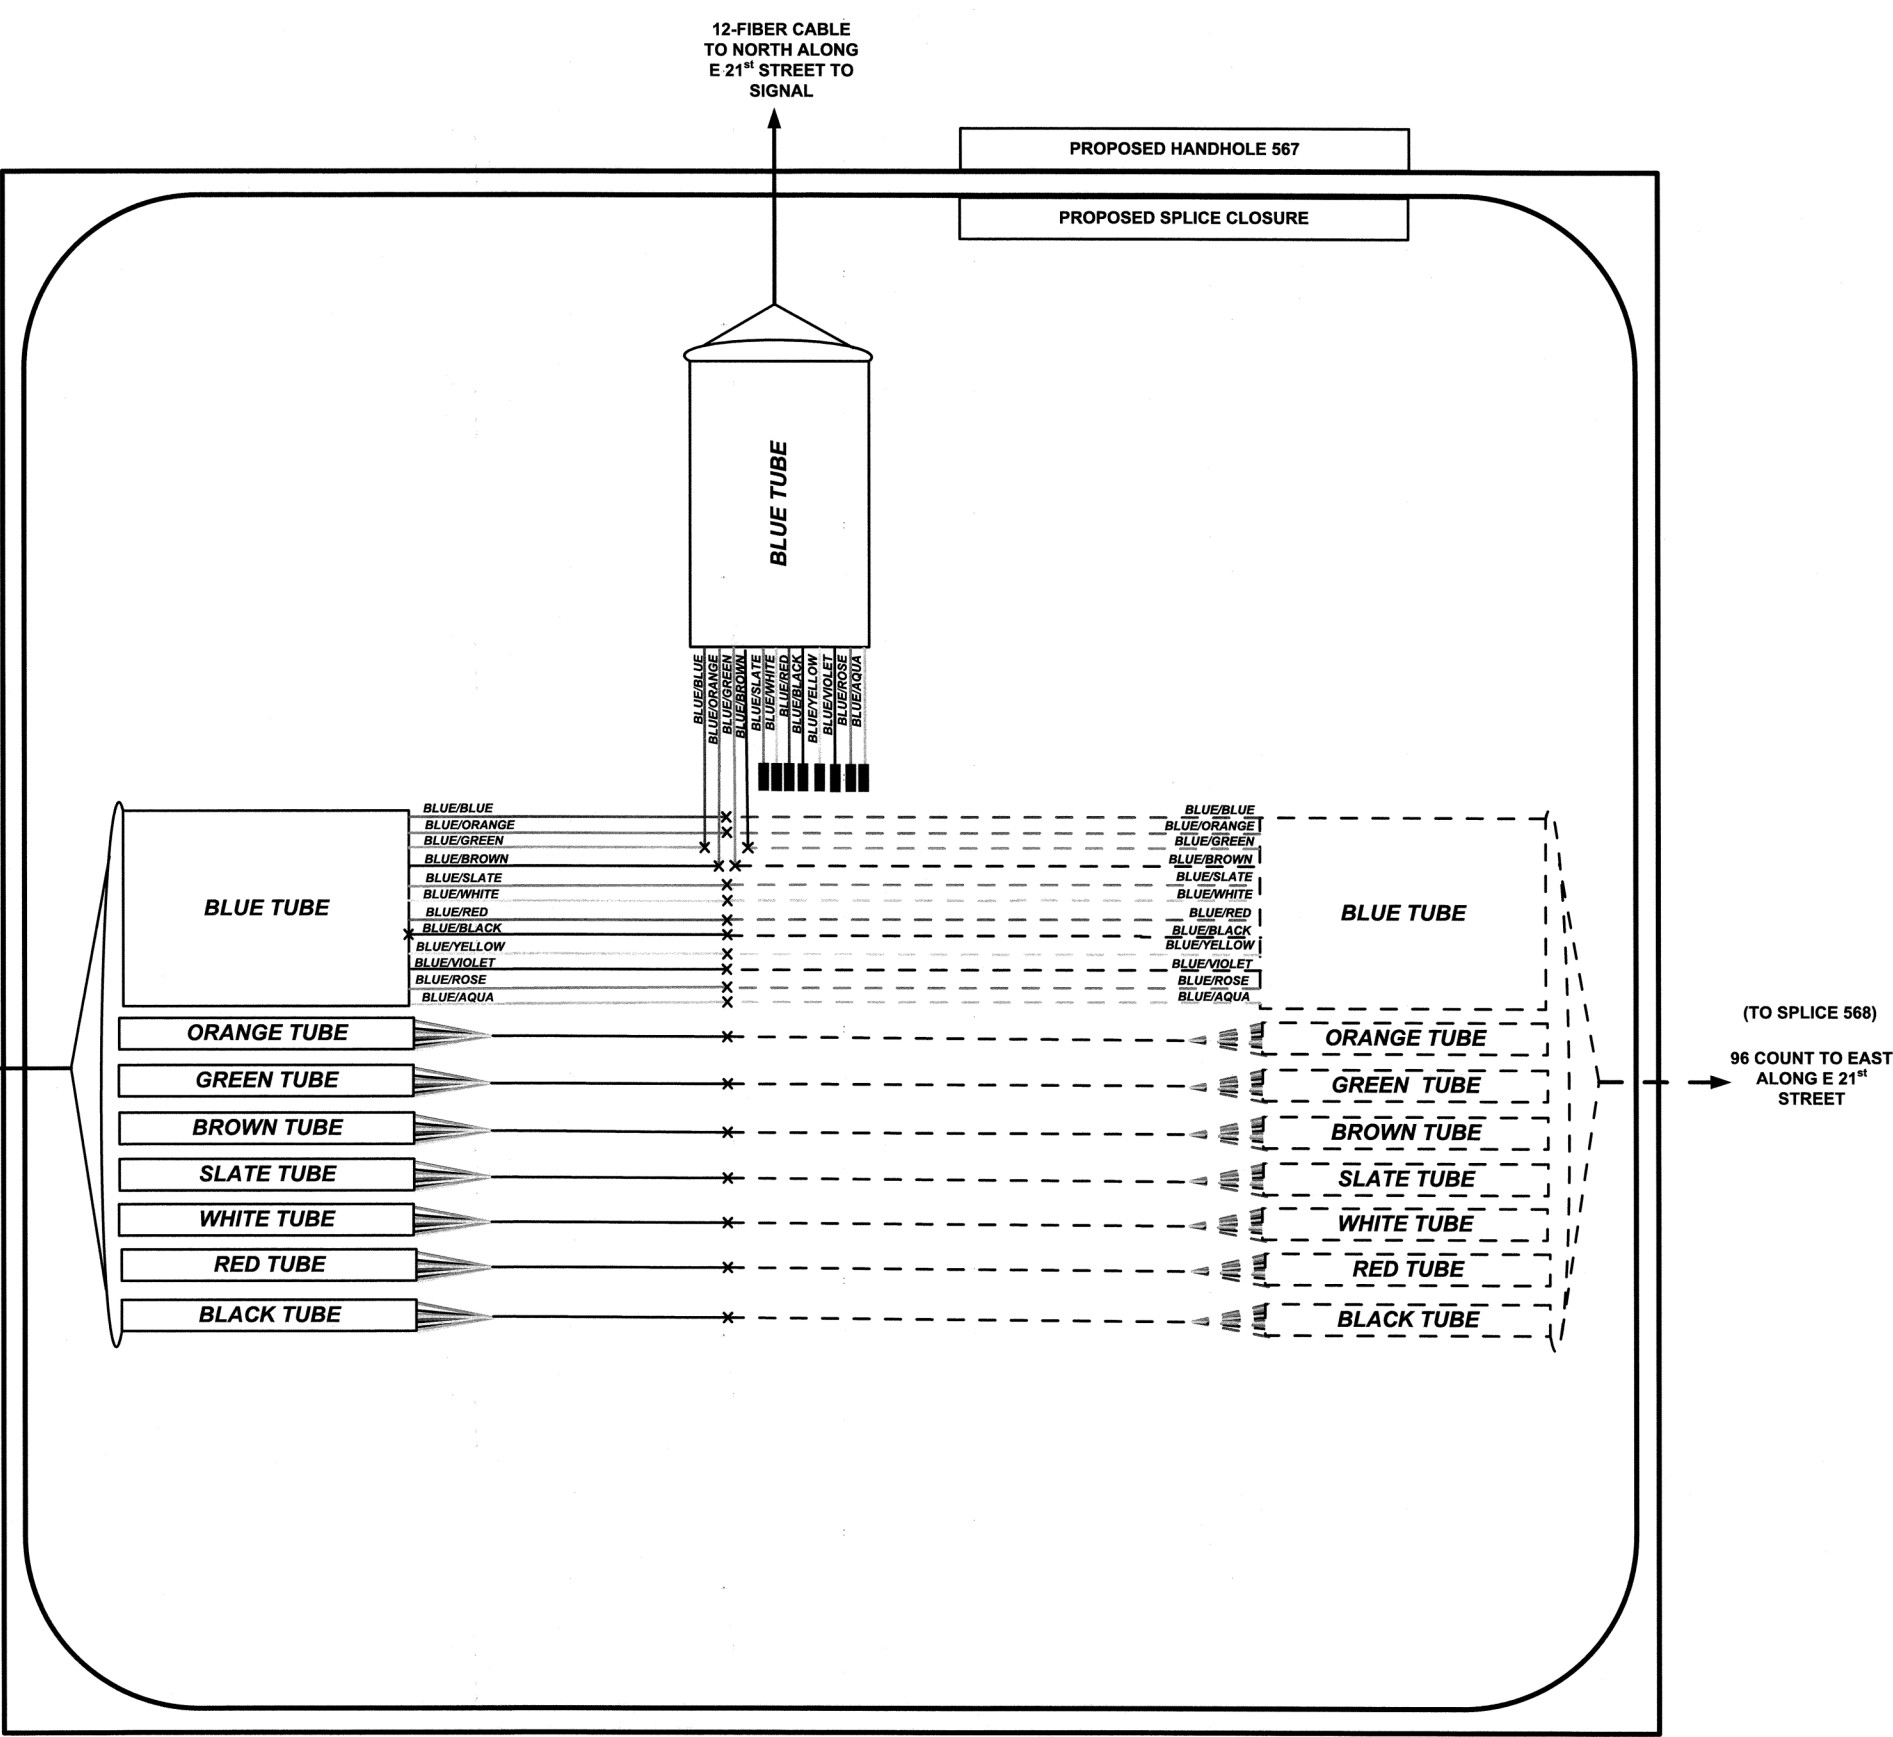 12-FIBER CABLE
TO NORTH ALONG
E 21st STREET TO
SIGNAL
PROPOSED HANDHOLE 567
PROPOSED SPLICE CLOSURE
BLUE TUBE
BLUE/BLUE
BLUE/ORANGE
BLUE/GREEN
BLUE/BROWN
BLUE/SLATE
BLUE/WHITE
BLUE/RED
BLUE/BLACK
BLUE/YELLOW
BLUE/VIOLET
BLUE/ROSE
BLUE/AQUA
BLUE TUBE
BLUE/BLUE
BLUE/ORANGE
BLUE/GREEN
BLUE/BROWN
BLUE/SLATE
BLUE/WHITE
BLUE/RED
BLUE/BLACK
BLUE/YELLOW
BLUE/VIOLET
BLUE/ROSE
BLUE/AQUA
ORANGE TUBE
GREEN TUBE
BROWN TUBE
SLATE TUBE
WHITE TUBE
RED TUBE
BLACK TUBE
BLUE/BLUE
BLUE/ORANGE
BLUE/GREEN
BLUE/BROWN
BLUE/SLATE
BLUE/WHITE
BLUE/RED
BLUE/BLACK
BLUE/YELLOW
BLUE/VIOLET
BLUE/ROSE
BLUE/AQUA
BLUE TUBE
ORANGE TUBE
GREEN TUBE
BROWN TUBE
SLATE TUBE
WHITE TUBE
RED TUBE
BLACK TUBE
(TO SPLICE 568)
96 COUNT TO EAST
ALONG E 21st
STREET